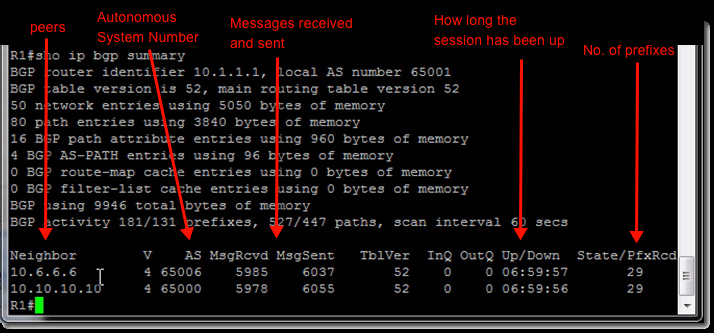 peers
Autonomous
System Number
Messages received
and sent
How long the
session has been up
No. of prefixes
R1#sho ip bgp summary
BGP router identifier 10.1.1.1, local AS number 65001
BGP table version is 52, main routing table version 52
50 network entries using 5050 bytes of memory
80 path entries using 3840 bytes of memory
16 BGP path attribute entries using 960 bytes of memory
4 BGP AS-PATH entries using 96 bytes of memory
0 BGP route-map cache entries using 0 bytes of memory
0 BGP filter-list cache entries using 0 bytes of memory
BGP using 9946 total bytes of memory
BGP activity 181/131 prefixes, 527/447 paths, scan interval 60 secs
Neighbor V AS MsgRcvd MsgSent TblVer InQ OutQ Up/Down State/PfxRcd
10.6.6.6 4 65006 5985 6037 52 0 0 06:59:57 29
10.10.10.10 4 65000 5978 6055 52 0 0 06:59:56 29
R1#